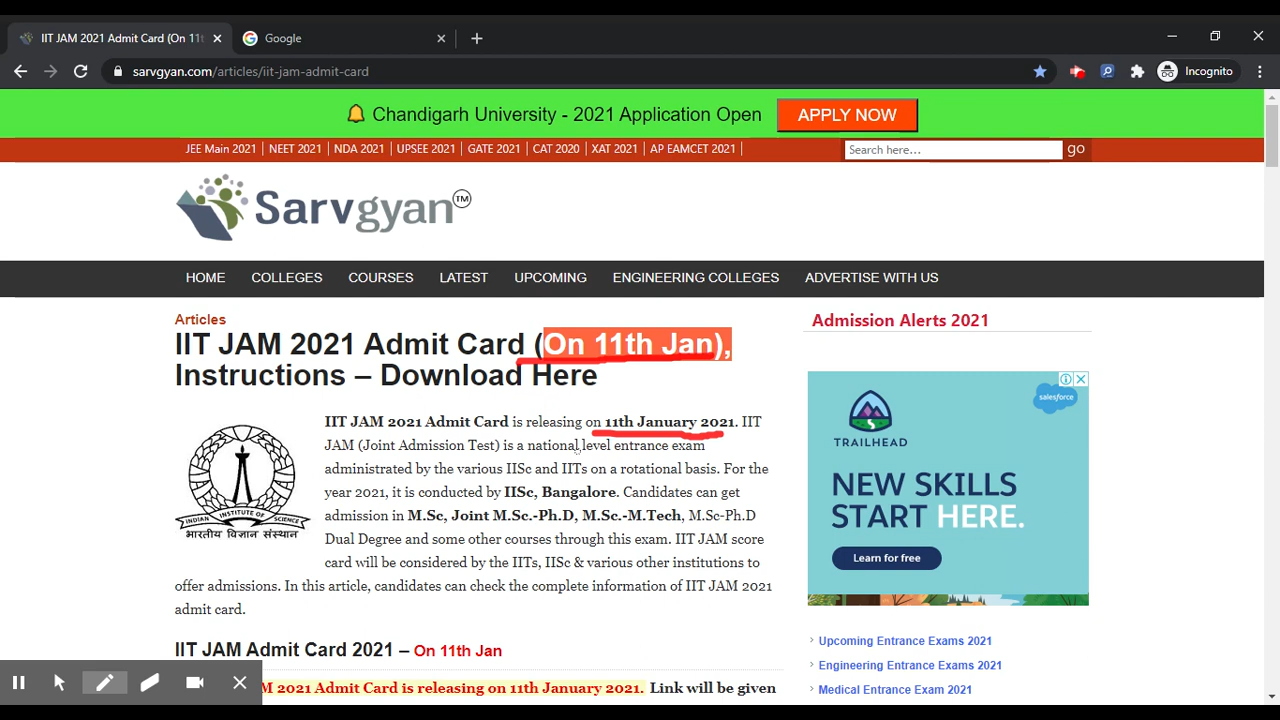 IIT JAM 2021 Admit Card (On 11t
Google
sarvgyan.com/articles/iit-jam-admit-card
Incognito
Chandigarh University - 2021 Application Open
APPLY NOW
JEE Main 2021 | NEET 2021 | NDA 2021 | UPSEE 2021 | GATE 2021 | CAT 2020 | XAT 2021 | AP EAMCET 2021 |
Search here...
go
Sarvgyan TM
HOME COLLEGES COURSES LATEST UPCOMING ENGINEERING COLLEGES ADVERTISE WITH US
Articles
IIT JAM 2021 Admit Card (On 11th Jan),
Instructions – Download Here
IIT JAM 2021 Admit Card is releasing on 11th January 2021. IIT
JAM (Joint Admission Test) is a national level entrance exam
administrated by the various IISc and IITs on a rotational basis. For the
year 2021, it is conducted by IISc, Bangalore. Candidates can get
admission in M.Sc, Joint M.Sc.-Ph.D, M.Sc.-M.Tech, M.Sc-Ph.D
Dual Degree and some other courses through this exam. IIT JAM score
card will be considered by the IITs, IISc & various other institutions to
offer admissions. In this article, candidates can check the complete information of IIT JAM 2021
admit card.
INDIAN INSTITUTE OF SCIENCE
भारतीय विज्ञान संस्थान
IIT JAM Admit Card 2021 – On 11th Jan
M 2021 Admit Card is releasing on 11th January 2021. Link will be given
Admission Alerts 2021
salesforce
TRAILHEAD
NEW SKILLS
START HERE.
Learn for free
Upcoming Entrance Exams 2021
Engineering Entrance Exams 2021
Medical Entrance Exam 2021